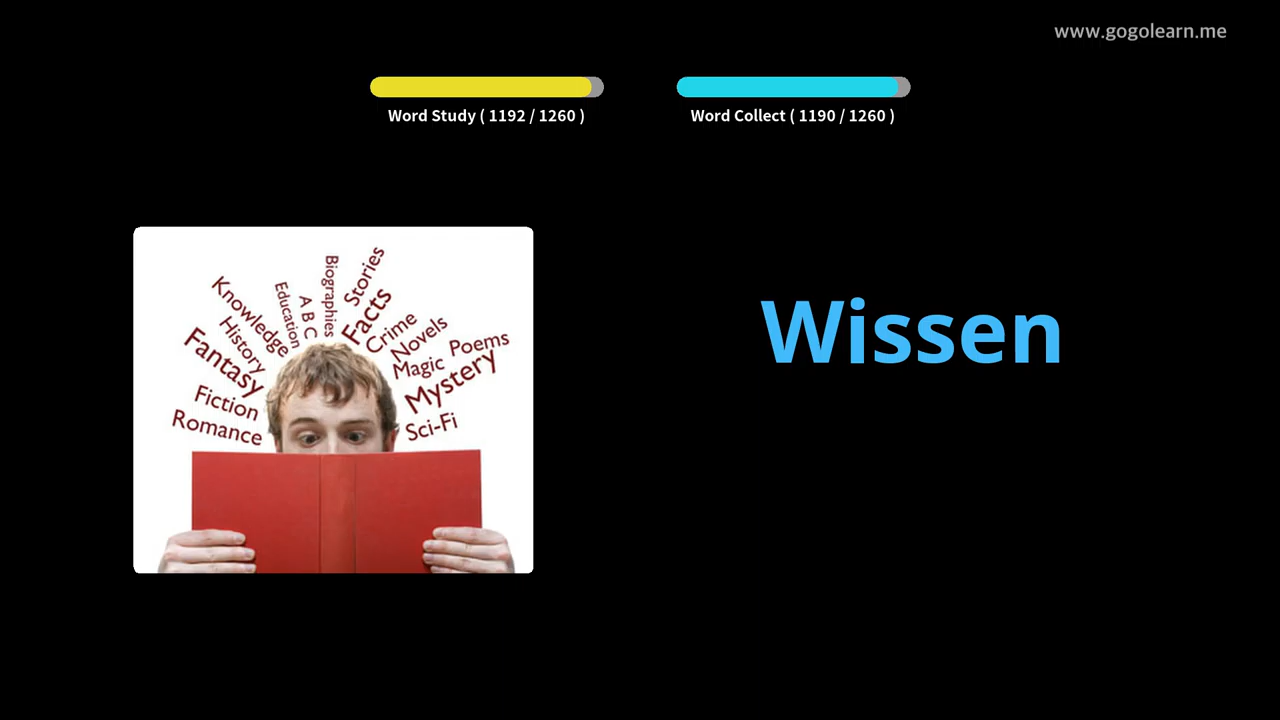 www.gogolearn.me
Word Study ( 1192 / 1260 )
Word Collect ( 1190 / 1260 )
Wissen
Romance
Fiction
Fantasy
History
Knowledge
Education
A B C
Biographies
Stories
Facts
Crime
Novels
Magic
Poems
Mystery
Sci-Fi